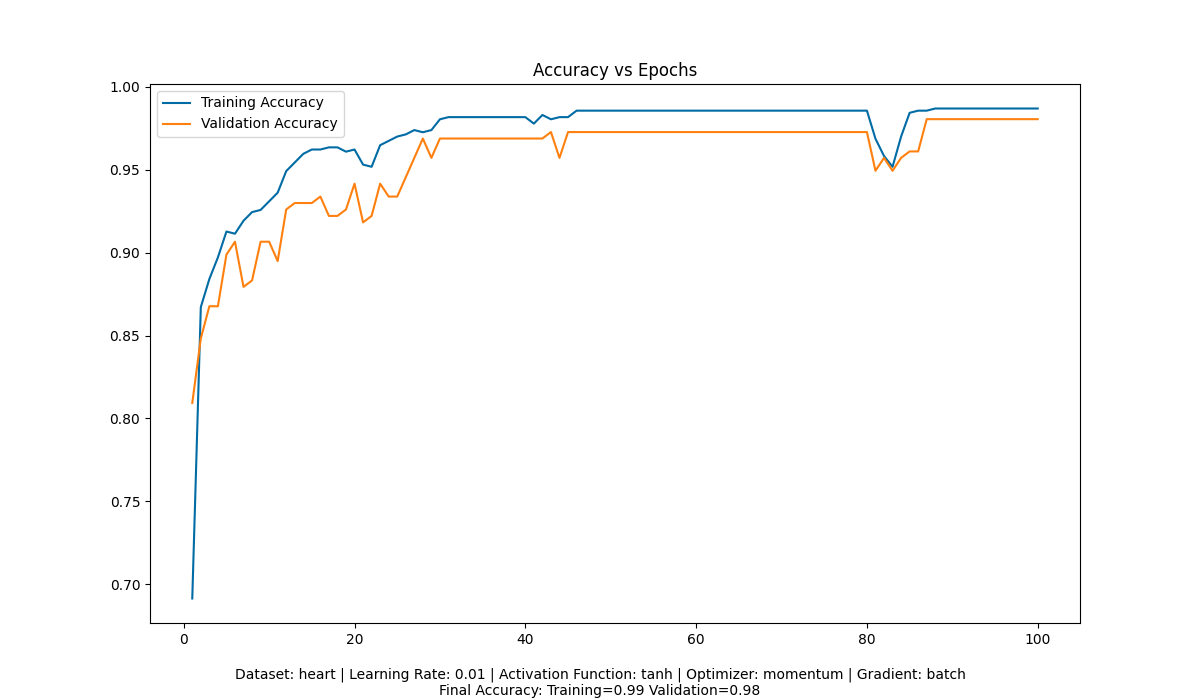 Accuracy vs Epochs
Training Accuracy
Validation Accuracy
1.00
0.95
0.90
0.85
0.80
0.75
0.70
0 20 40 60 80 100
Dataset: heart | Learning Rate: 0.01 | Activation Function: tanh | Optimizer: momentum | Gradient: batch
Final Accuracy: Training=0.99 Validation=0.98